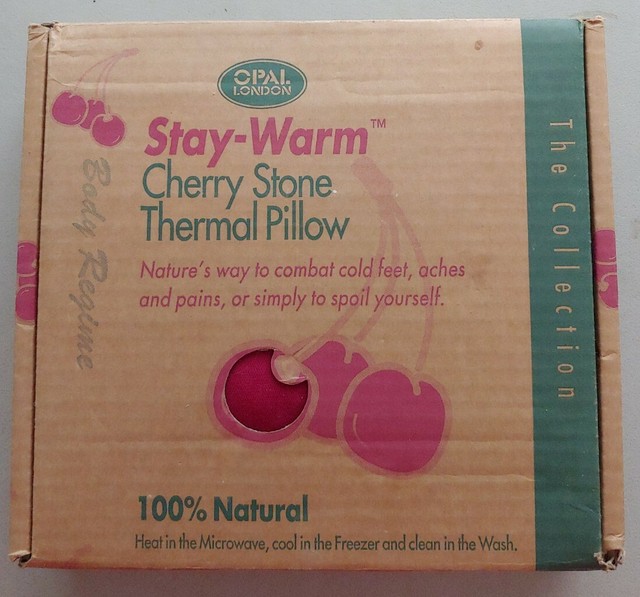 OPAL
LONDON
Stay-Warm™
Cherry Stone
Thermal Pillow
Nature's way to combat cold feet, aches
and pains, or simply to spoil yourself.
100% Natural
Heat in the Microwave, cool in the Freezer and clean in the Wash.
Body Regime
The Collection